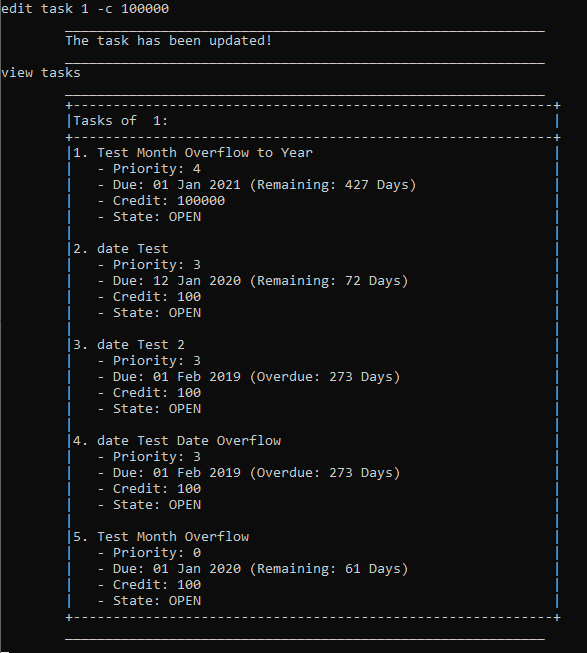 edit task 1 -c 100000
The task has been updated!
view tasks
Tasks of  1:
1. Test Month Overflow to Year
- Priority: 4
- Due: 01 Jan 2021 (Remaining: 427 Days)
- Credit: 100000
- State: OPEN
2. date Test
- Priority: 3
- Due: 12 Jan 2020 (Remaining: 72 Days)
- Credit: 100
- State: OPEN
3. date Test 2
- Priority: 3
- Due: 01 Feb 2019 (Overdue: 273 Days)
- Credit: 100
- State: OPEN
4. date Test Date Overflow
- Priority: 3
- Due: 01 Feb 2019 (Overdue: 273 Days)
- Credit: 100
- State: OPEN
5. Test Month Overflow
- Priority: 0
- Due: 01 Jan 2020 (Remaining: 61 Days)
- Credit: 100
- State: OPEN